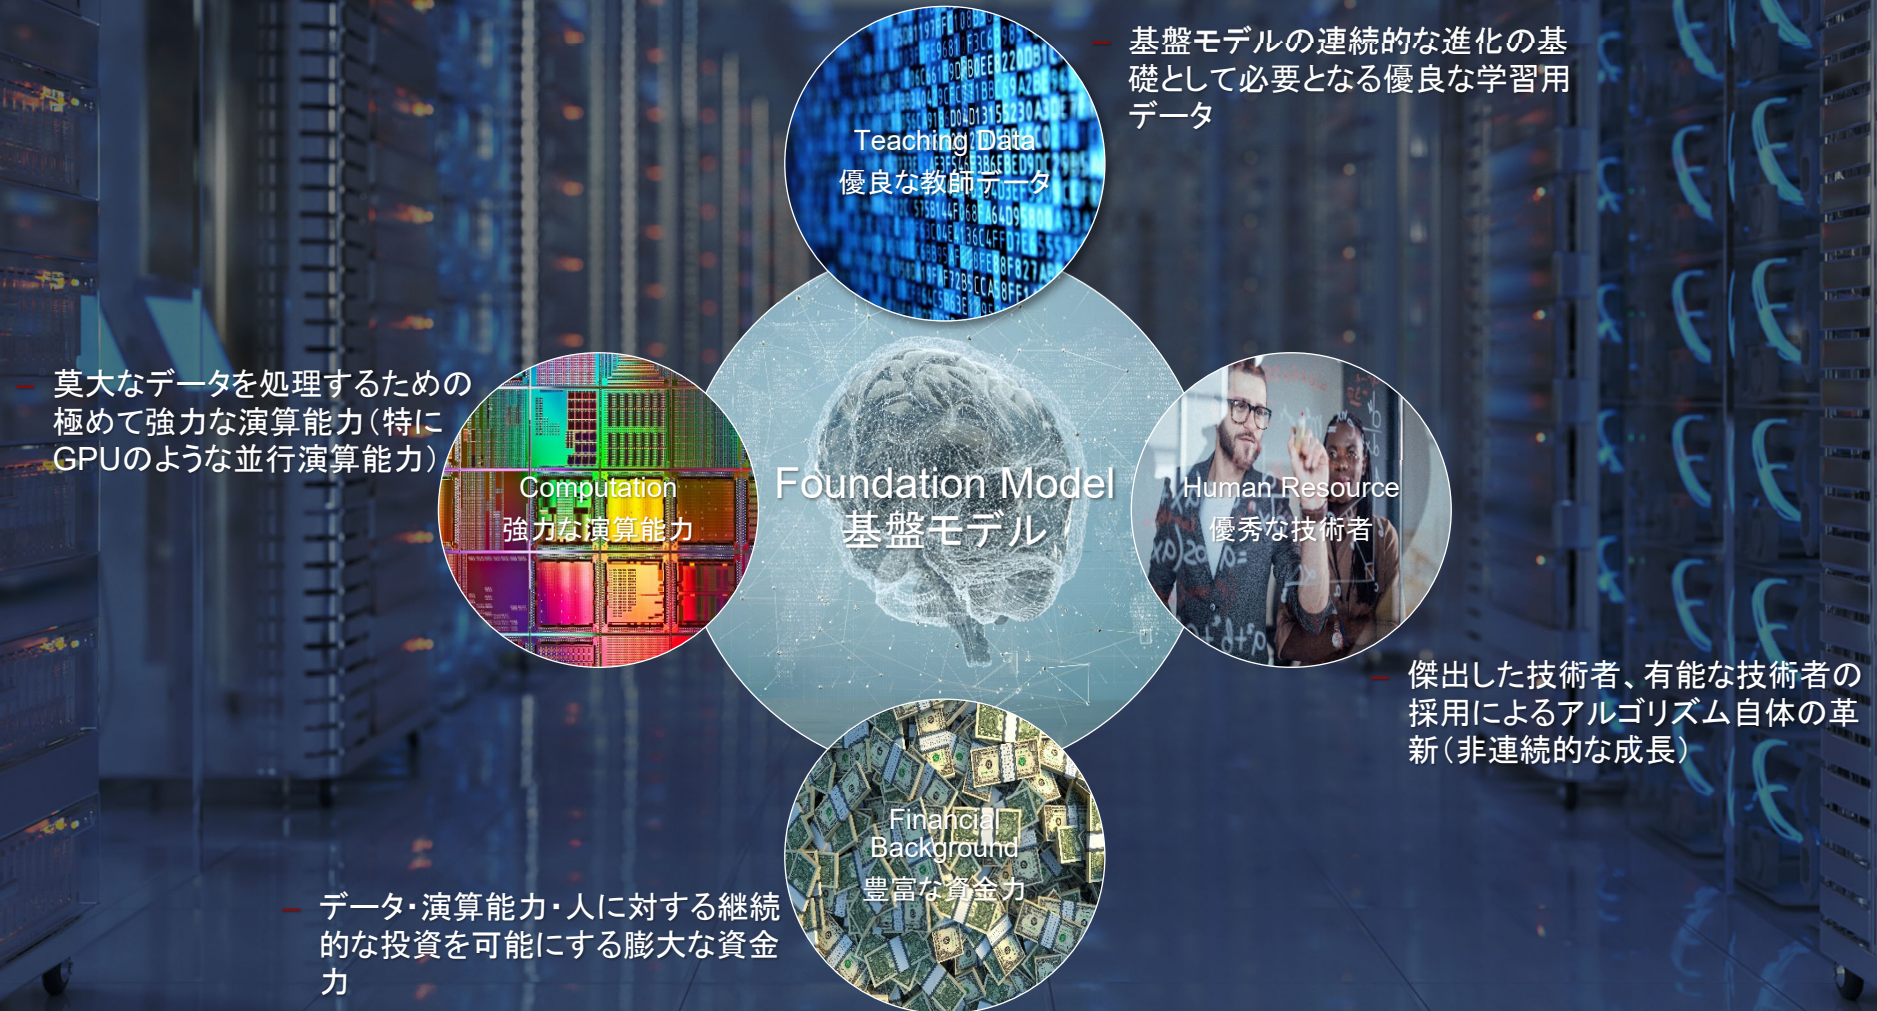 Teaching Data
優良な教師データ
基盤モデルの連続的な進化の基
礎として必要となる優良な学習用
データ
莫大なデータを処理するための
極めて強力な演算能力（特に
GPUのような並行演算能力）
Computation
強力な演算能力
Foundation Model
基盤モデル
Human Resource
優秀な技術者
傑出した技術者、有能な技術者の
採用によるアルゴリズム自体の革
新（非連続的な成長）
Financial
Background
豊富な資金力
データ・演算能力・人に対する継続
的な投資を可能にする膨大な資金
力